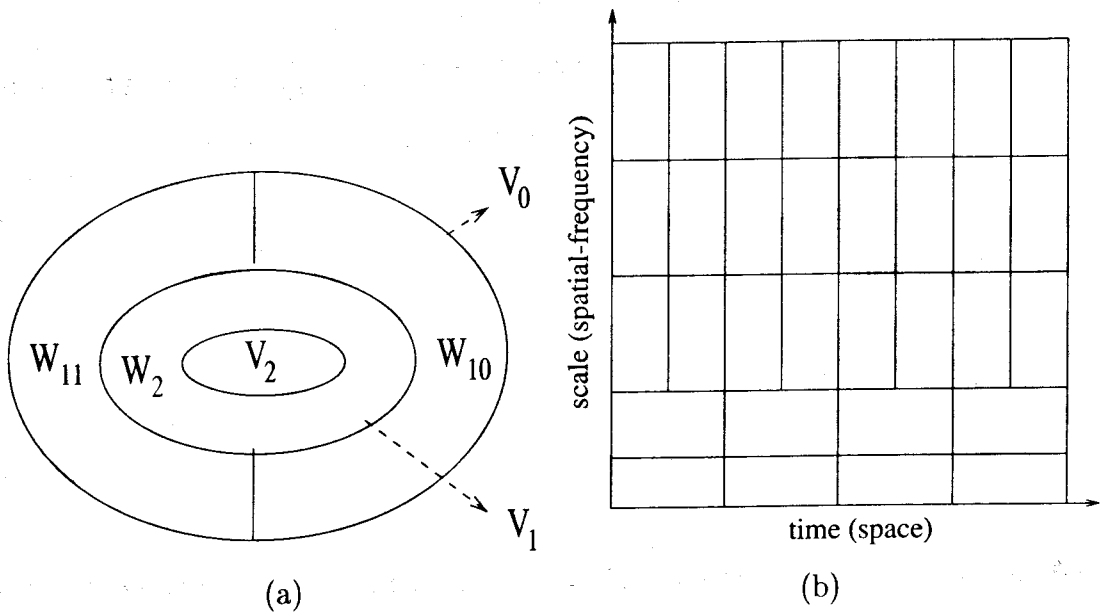 V₀
W₁₁
W₂
V₂
W₁₀
V₁
(a)
scale (spatial-frequency)
time (space)
(b)